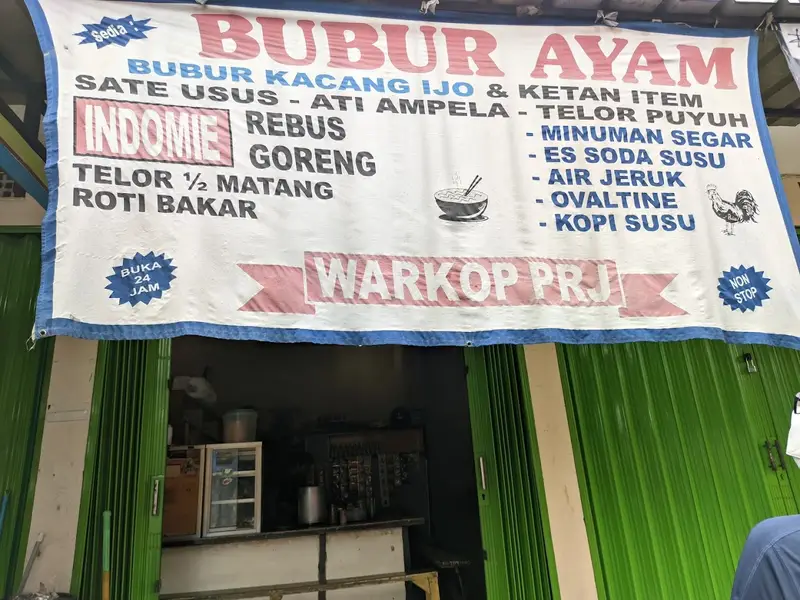 Sedia :
BUBUR AYAM
BUBUR KACANG IJO & KETAN ITEM
SATE USUS - ATI AMPELA - TELOR PUYUH
INDOMIE REBUS
GORENG
TELOR ½ MATANG
ROTI BAKAR
- MINUMAN SEGAR
- ES SODA SUSU
- AIR JERUK
- OVALTINE
- KOPI SUSU
BUKA
24
JAM
WARKOP PRJ
NON
STOP